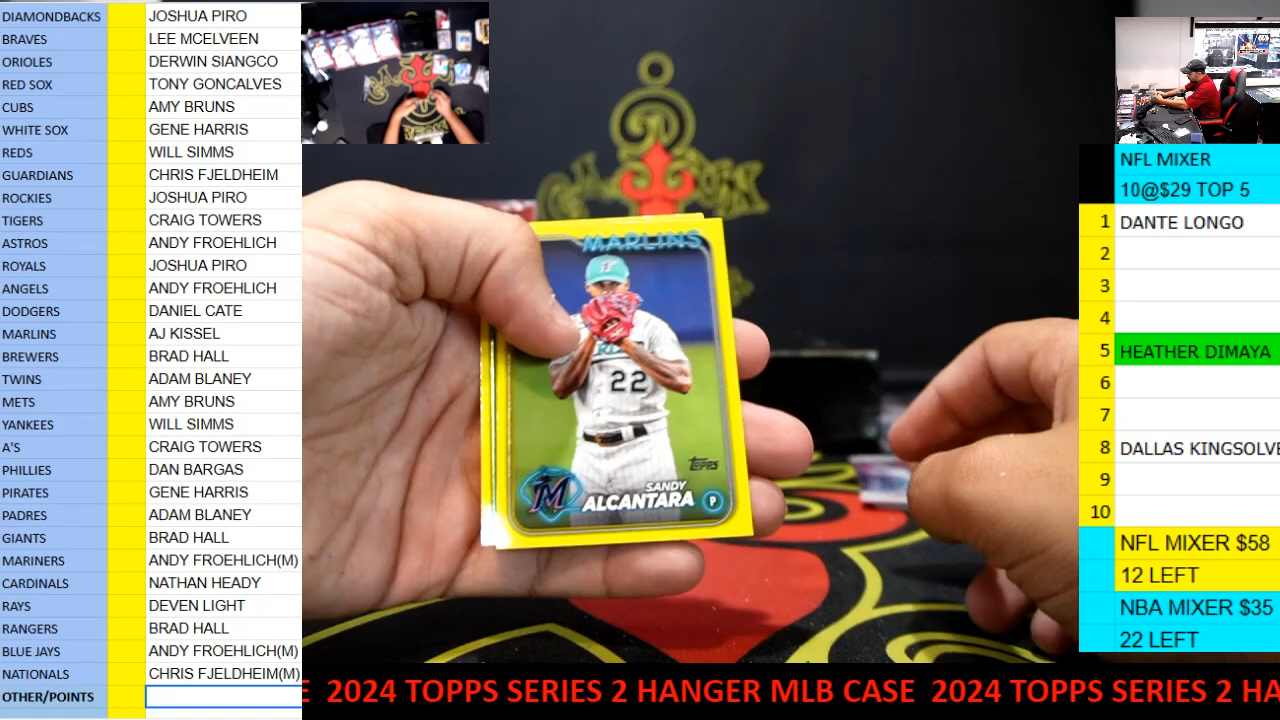 DIAMONDBACKS JOSHUA PIRO
BRAVES LEE MCELVEEN
ORIOLES DERWIN SIANGCO
RED SOX TONY GONCALVES
CUBS AMY BRUNS
WHITE SOX GENE HARRIS
REDS WILL SIMMS
GUARDIANS CHRIS FJELDHEIM
ROCKIES JOSHUA PIRO
TIGERS CRAIG TOWERS
ASTROS ANDY FROEHLICH
ROYALS JOSHUA PIRO
ANGELS ANDY FROEHLICH
DODGERS DANIEL CATE
MARLINS AJ KISSEL
BREWERS BRAD HALL
TWINS ADAM BLANEY
METS AMY BRUNS
YANKEES WILL SIMMS
A'S CRAIG TOWERS
PHILLIES DAN BARGAS
PIRATES GENE HARRIS
PADRES ADAM BLANEY
GIANTS BRAD HALL
MARINERS ANDY FROEHLICH(M)
CARDINALS NATHAN HEADY
RAYS DEVEN LIGHT
RANGERS BRAD HALL
BLUE JAYS ANDY FROEHLICH(M)
NATIONALS CHRIS FJELDHEIM(M)
OTHER/POINTS
MARLINS
22
TOPPS
M
SANDY
ALCANTARA P
NFL MIXER
10@$29 TOP 5
1 DANTE LONGO
2
3
4
5 HEATHER DIMAYA
6
7
8 DALLAS KINGSOLVE
9
10
NFL MIXER $58
12 LEFT
NBA MIXER $35
22 LEFT
E 2024 TOPPS SERIES 2 HANGER MLB CASE 2024 TOPPS SERIES 2 HA